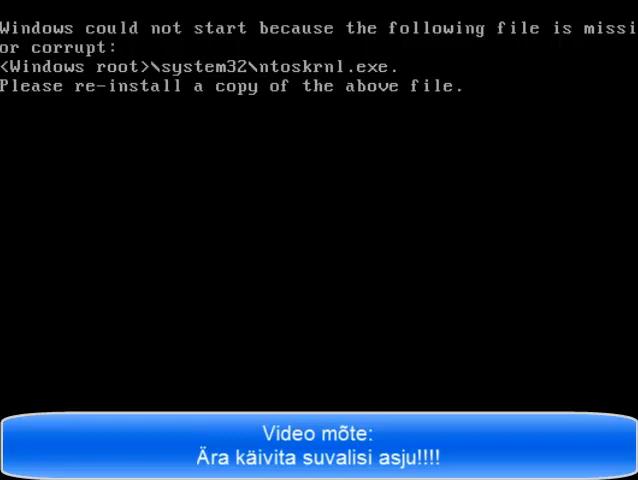 Windows could not start because the following file is missi
or corrupt:
<Windows root>\system32\ntoskrnl.exe.
Please re-install a copy of the above file.
Video mõte:
Ära käivita suvalisi asju!!!!